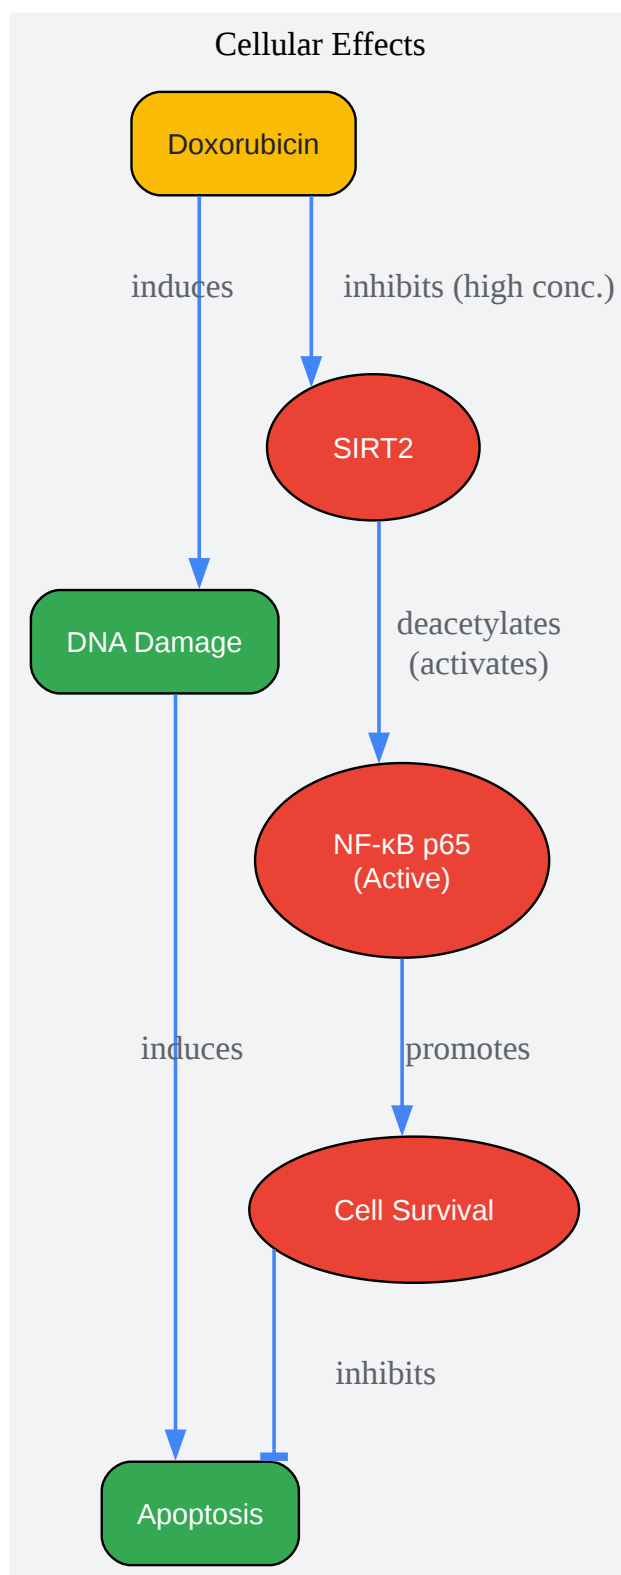 Cellular Effects
Doxorubicin
induces
inhibits (high conc.)
SIRT2
deacetylates
(activates)
DNA Damage
NF-κB p65
(Active)
induces
promotes
Cell Survival
inhibits
Apoptosis